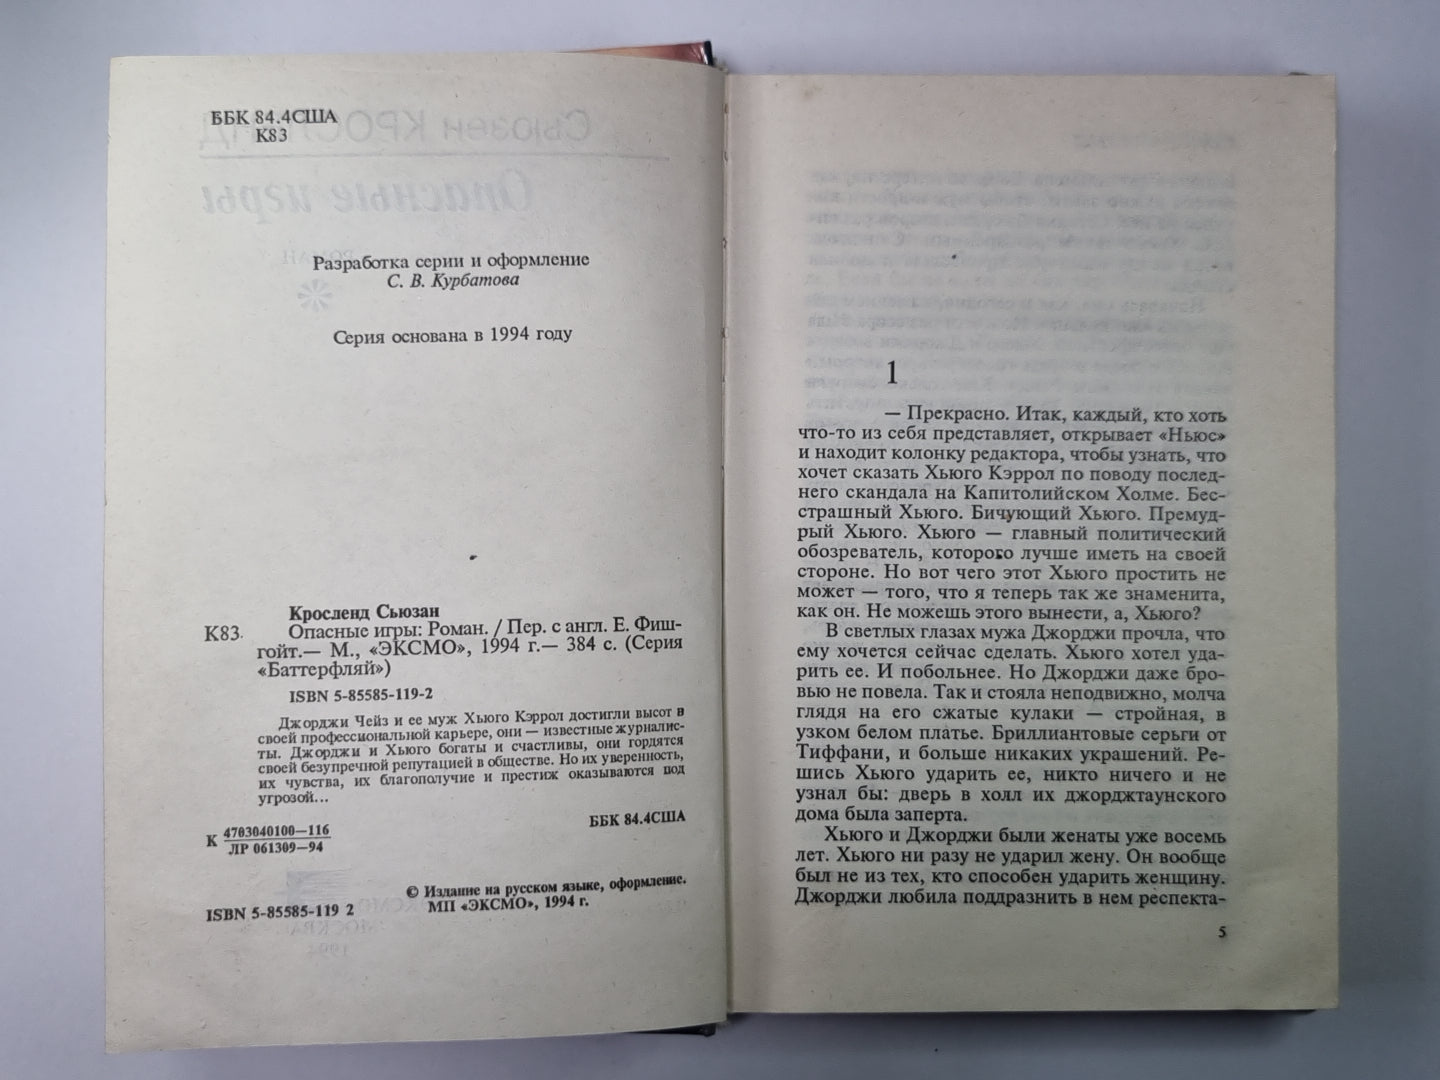 ББК 84.4США
К83
Разработка серии и оформление
С. В. Курбатова
Серия основана в 1994 году
Кросленд Сьюзан
К83
Опасные игры: Роман. / Пер. с англ. Е. Фиш-
гойт.— М., «ЭКСМО», 1994 г.— 384 с. (Серия
«Баттерфляй»)
ISBN 5-85585-119-2
Джорджи Чейз и ее муж Хьюго Кэррол достигли высот в
своей профессиональной карьере, они — известные журналис-
ты. Джорджи и Хьюго богаты и счастливы, они гордятся
своей безупречной репутацией в обществе. Но их уверенность,
их чувства, их благополучие и престиж оказываются под
угрозой...
К 4703040100—116
ЛР 061309—94
ББК 84.4США
ISBN 5-85585-119 2
© Издание на русском языке, оформление.
МП «ЭКСМО», 1994 г.
1
— Прекрасно. Итак, каждый, кто хоть
что-то из себя представляет, открывает «Ньюс»
и находит колонку редактора, чтобы узнать, что
хочет сказать Хьюго Кэррол по поводу послед-
него скандала на Капитолийском Холме. Бес-
страшный Хьюго. Бичующий Хьюго. Премуд-
рый Хьюго. Хьюго — главный политический
обозреватель, которого лучше иметь на своей
стороне. Но вот чего этот Хьюго простить не
может — того, что я теперь так же знаменита,
как он. Не можешь этого вынести, а, Хьюго?
В светлых глазах мужа Джорджи прочла, что
ему хочется сейчас сделать. Хьюго хотел уда-
рить ее. И побольнее. Но Джорджи даже бро-
вью не повела. Так и стояла неподвижно, молча
глядя на его сжатые кулаки — стройная, в
узком белом платье. Бриллиантовые серьги от
Тиффани, и больше никаких украшений. Ре-
шись Хьюго ударить ее, никто ничего и не
узнал бы: дверь в холл их джорджтаунского
дома была заперта.
Хьюго и Джорджи были женаты уже восемь
лет. Хьюго ни разу не ударил жену. Он вообще
был не из тех, кто способен ударить женщину.
Джорджи любила поддразнить в нем респекта-
5